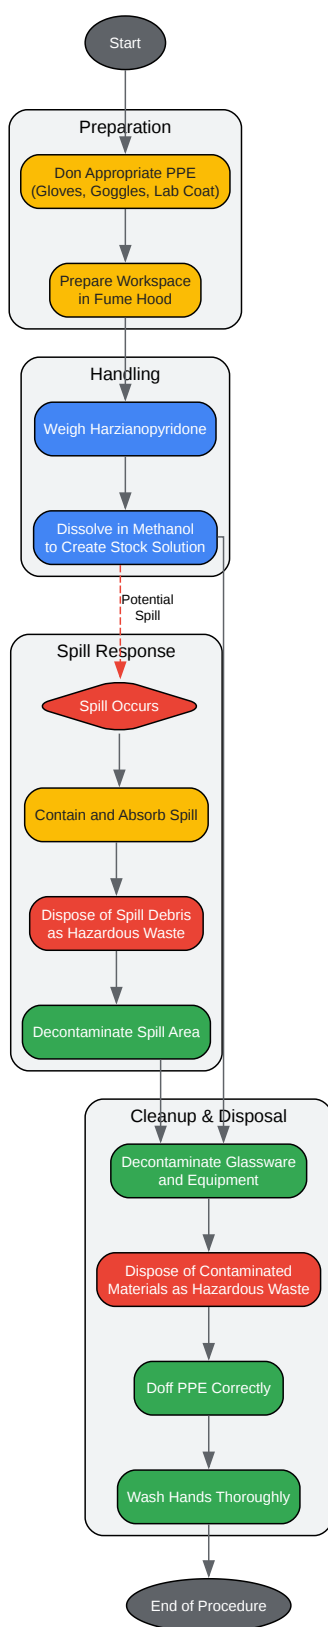 Start
Preparation
Don Appropriate PPE
(Gloves, Goggles, Lab Coat)
Prepare Workspace
in Fume Hood
Handling
Weigh Harzianopyridone
Dissolve in Methanol
to Create Stock Solution
Potential
Spill
Spill Response
Spill Occurs
Contain and Absorb Spill
Dispose of Spill Debris
as Hazardous Waste
Decontaminate Spill Area
Cleanup & Disposal
Decontaminate Glassware
and Equipment
Dispose of Contaminated
Materials as Hazardous Waste
Doff PPE Correctly
Wash Hands Thoroughly
End of Procedure